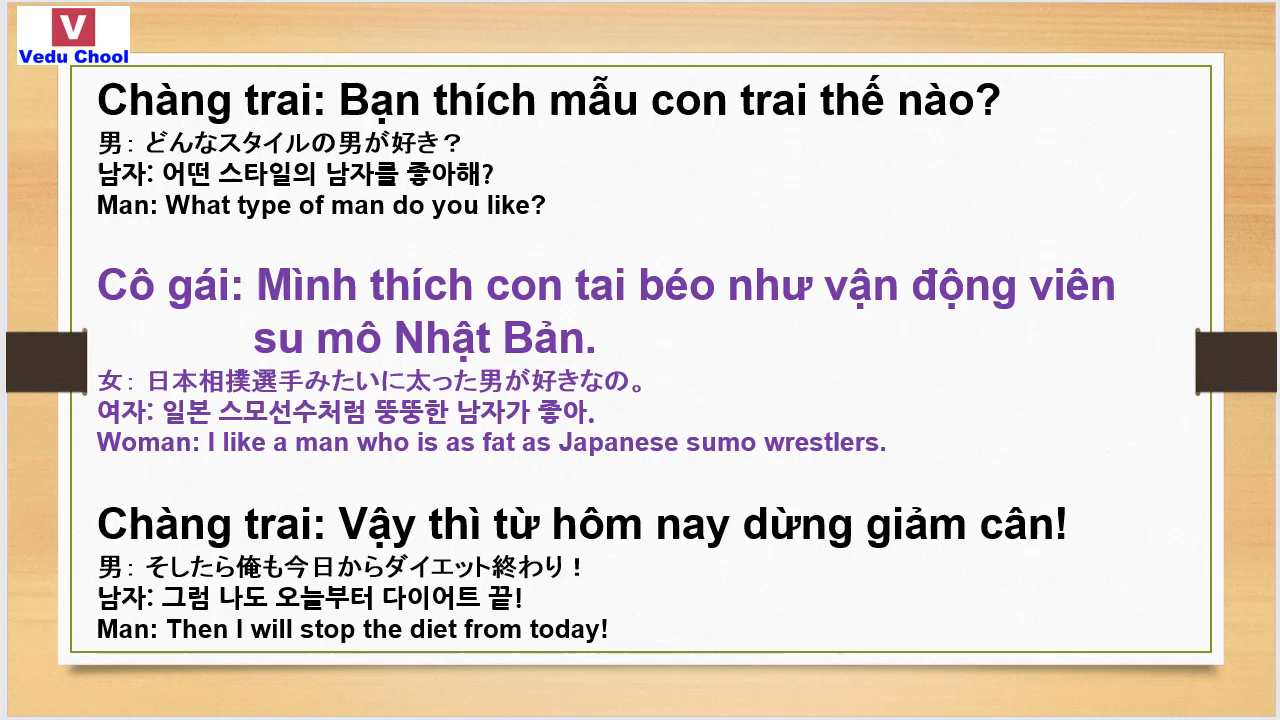 V
Vedu Chool
Chàng trai: Bạn thích mẫu con trai thế nào?
男： どんなスタイルの男が好き？
남자: 어떤 스타일의 남자를 좋아해?
Man: What type of man do you like?
Cô gái: Mình thích con tai béo như vận động viên
su mô Nhật Bản.
女： 日本相撲選手みたいに太った男が好きなの。
여자: 일본 스모선수처럼 뚱뚱한 남자가 좋아.
Woman: I like a man who is as fat as Japanese sumo wrestlers.
Chàng trai: Vậy thì từ hôm nay dừng giảm cân!
男： そしたら俺も今日からダイエット終わり！
남자: 그럼 나도 오늘부터 다이어트 끝!
Man: Then I will stop the diet from today!